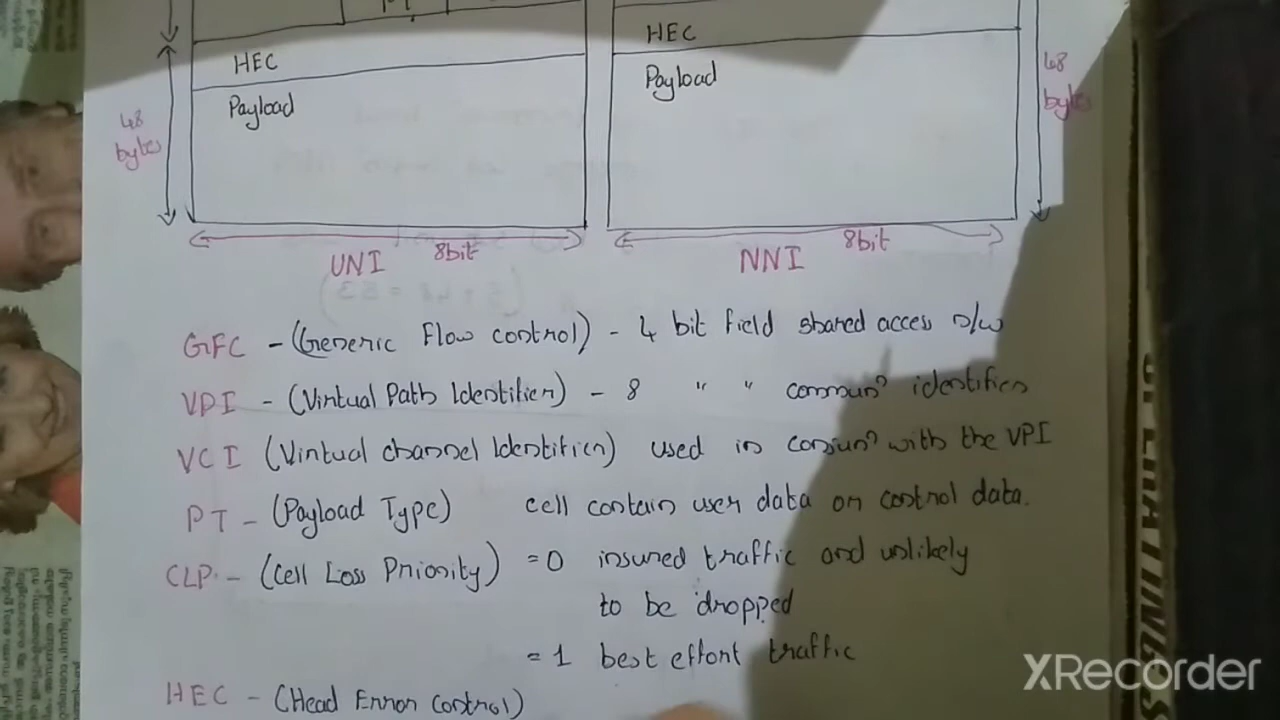 HEC
Payload
48 bytes
UNI 8bit
HEC
Payload
48 bytes
NNI 8bit
GFC - (Generic Flow control) - 4 bit field shared access n/w
VPI - (Virtual Path Identifier) - 8 " " commun? identifier
VCI (Virtual channel Identifier) used in conjun? with the VPI
PT - (Payload Type) cell contain user data or control data.
CLP - (Cell Loss Priority) = 0 insured traffic and unlikely
to be dropped
= 1 best effort traffic
HEC - (Head Error control)
XRecorder